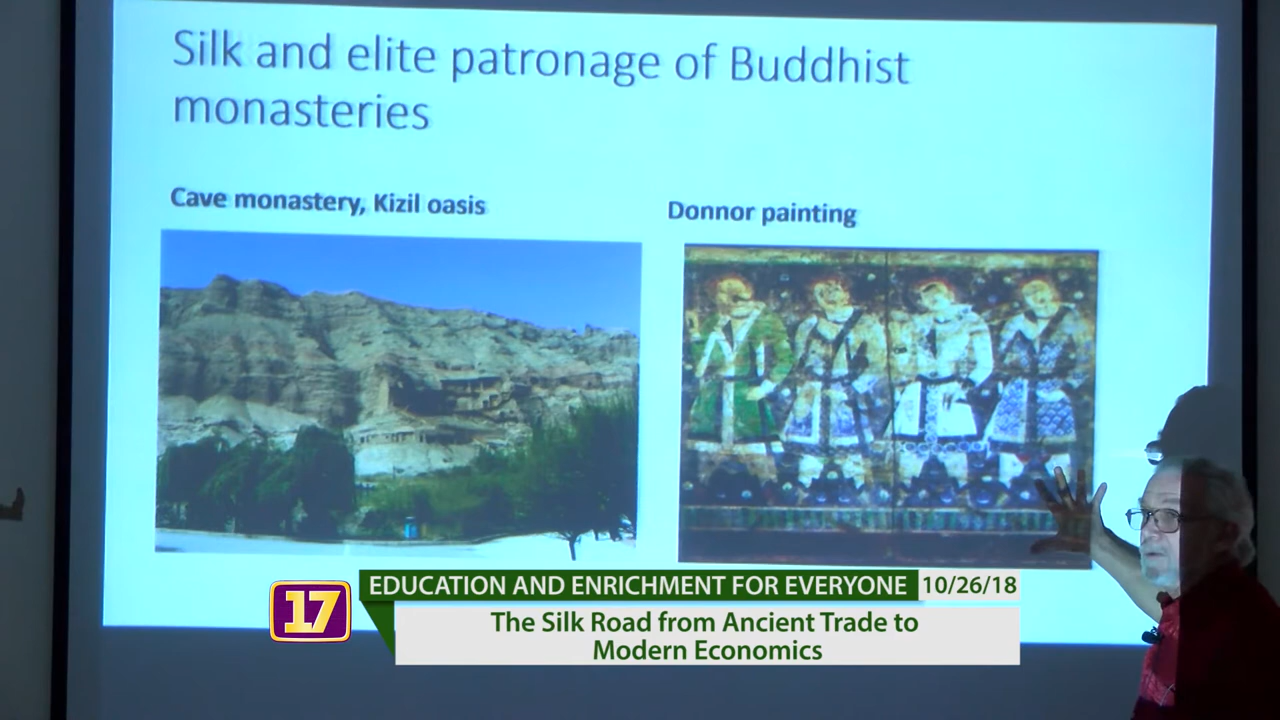 Silk and elite patronage of Buddhist
monasteries
Cave monastery, Kizil oasis
Donnor painting
17
EDUCATION AND ENRICHMENT FOR EVERYONE
10/26/18
The Silk Road from Ancient Trade to
Modern Economics